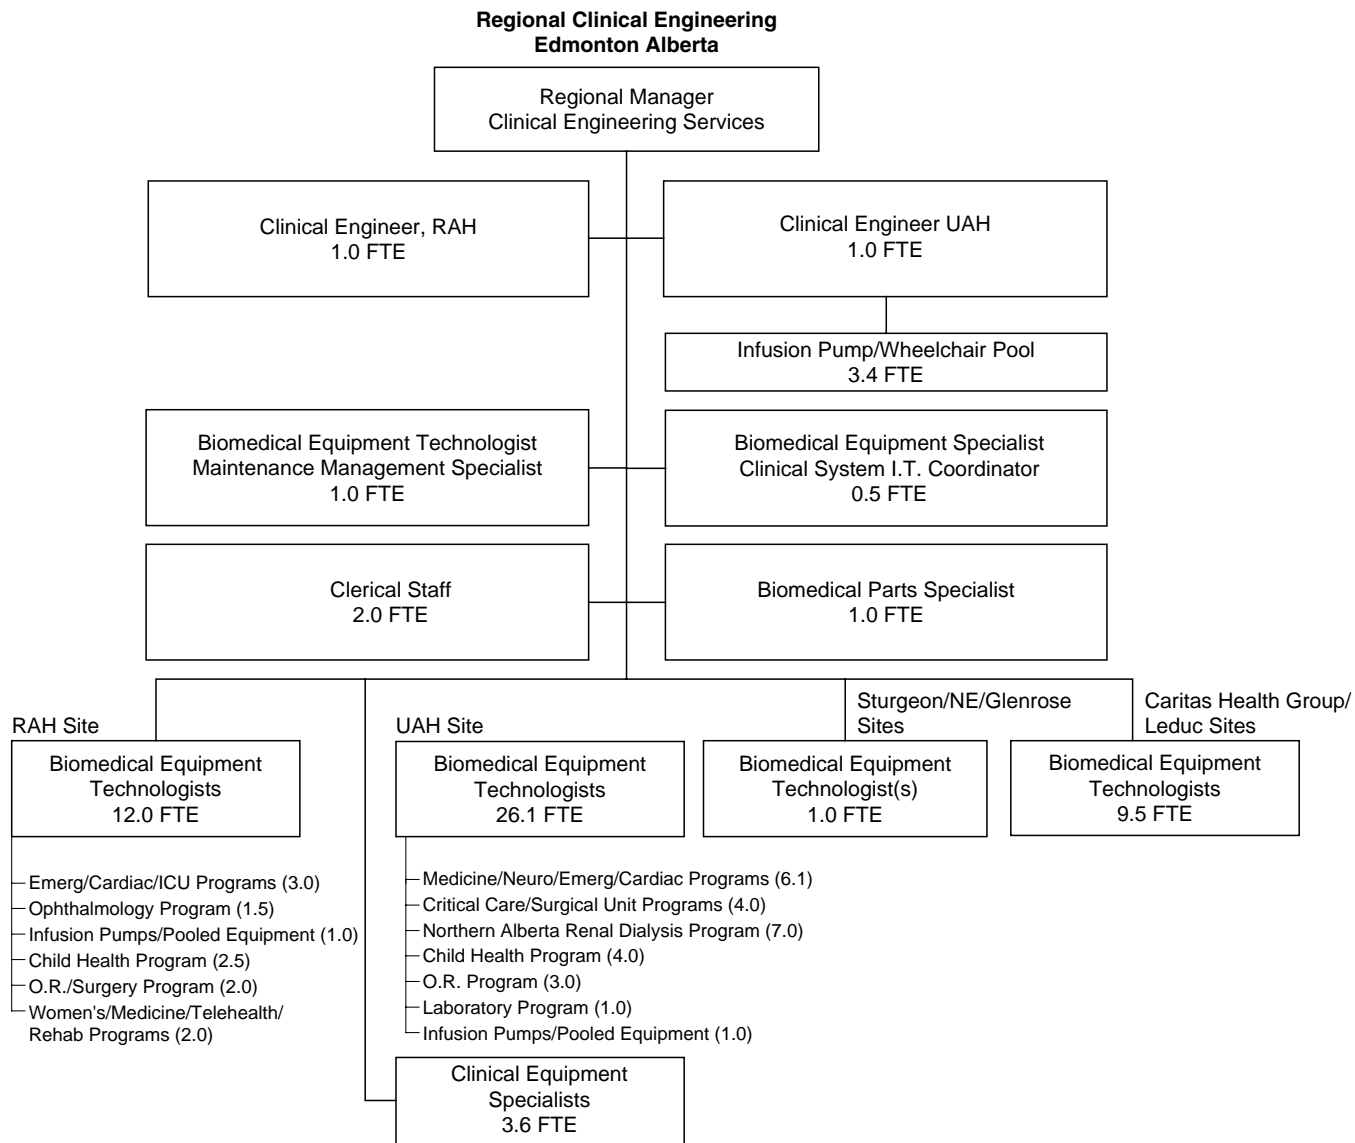 Regional Clinical Engineering
Edmonton Alberta
Regional Manager
Clinical Engineering Services
Clinical Engineer, RAH
1.0 FTE
Clinical Engineer UAH
1.0 FTE
Infusion Pump/Wheelchair Pool
3.4 FTE
Biomedical Equipment Technologist
Maintenance Management Specialist
1.0 FTE
Biomedical Equipment Specialist
Clinical System I.T. Coordinator
0.5 FTE
Clerical Staff
2.0 FTE
Biomedical Parts Specialist
1.0 FTE
RAH Site
Biomedical Equipment
Technologists
12.0 FTE
Emerg/Cardiac/ICU Programs (3.0)
Ophthalmology Program (1.5)
Infusion Pumps/Pooled Equipment (1.0)
Child Health Program (2.5)
O.R./Surgery Program (2.0)
Women's/Medicine/Telehealth/
Rehab Programs (2.0)
UAH Site
Biomedical Equipment
Technologists
26.1 FTE
Medicine/Neuro/Emerg/Cardiac Programs (6.1)
Critical Care/Surgical Unit Programs (4.0)
Northern Alberta Renal Dialysis Program (7.0)
Child Health Program (4.0)
O.R. Program (3.0)
Laboratory Program (1.0)
Infusion Pumps/Pooled Equipment (1.0)
Clinical Equipment
Specialists
3.6 FTE
Sturgeon/NE/Glenrose
Sites
Biomedical Equipment
Technologist(s)
1.0 FTE
Caritas Health Group/
Leduc Sites
Biomedical Equipment
Technologists
9.5 FTE